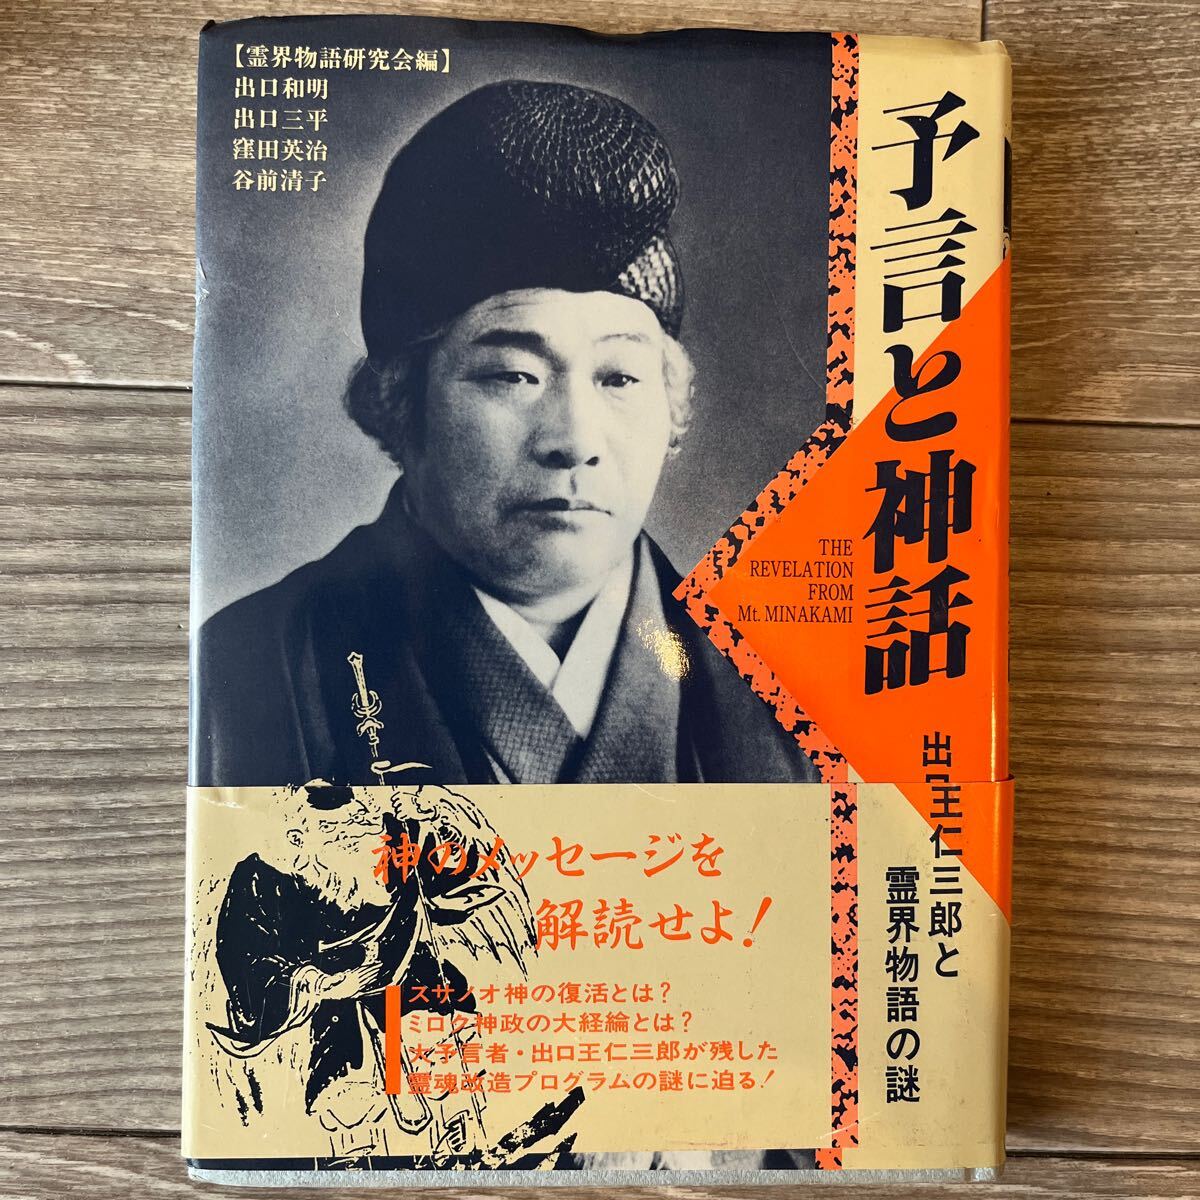 予言と神話
出口王仁三郎と
霊界物語の謎
THE
REVELATION
FROM
Mt. MINAKAMI
【霊界物語研究会編】
出口和明
出口三平
窪田英治
谷前清子
神のメッセージを
解読せよ!
スサノオ神の復活とは?
ミロク神政の大経綸とは?
大予言者・出口王仁三郎が残した
霊魂改造プログラムの謎に迫る!